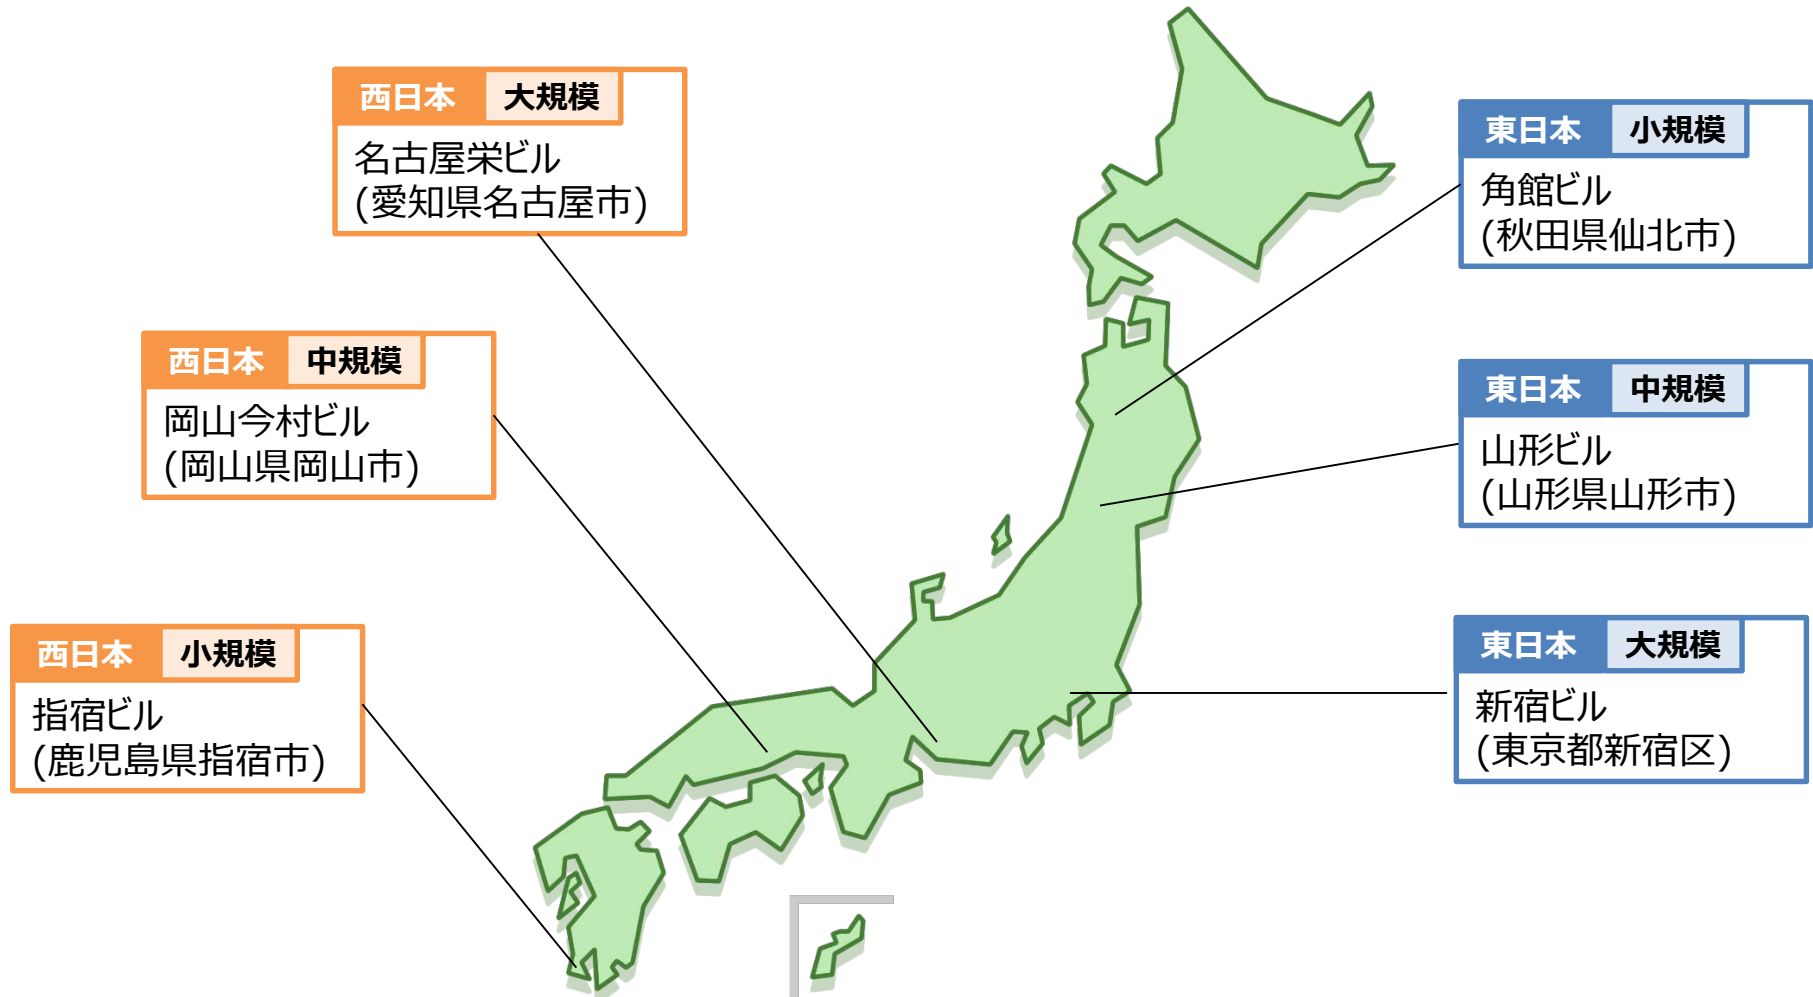 西日本 大規模
名古屋栄ビル
(愛知県名古屋市)
西日本 中規模
岡山今村ビル
(岡山県岡山市)
西日本 小規模
指宿ビル
(鹿児島県指宿市)
東日本 小規模
角館ビル
(秋田県仙北市)
東日本 中規模
山形ビル
(山形県山形市)
東日本 大規模
新宿ビル
(東京都新宿区)